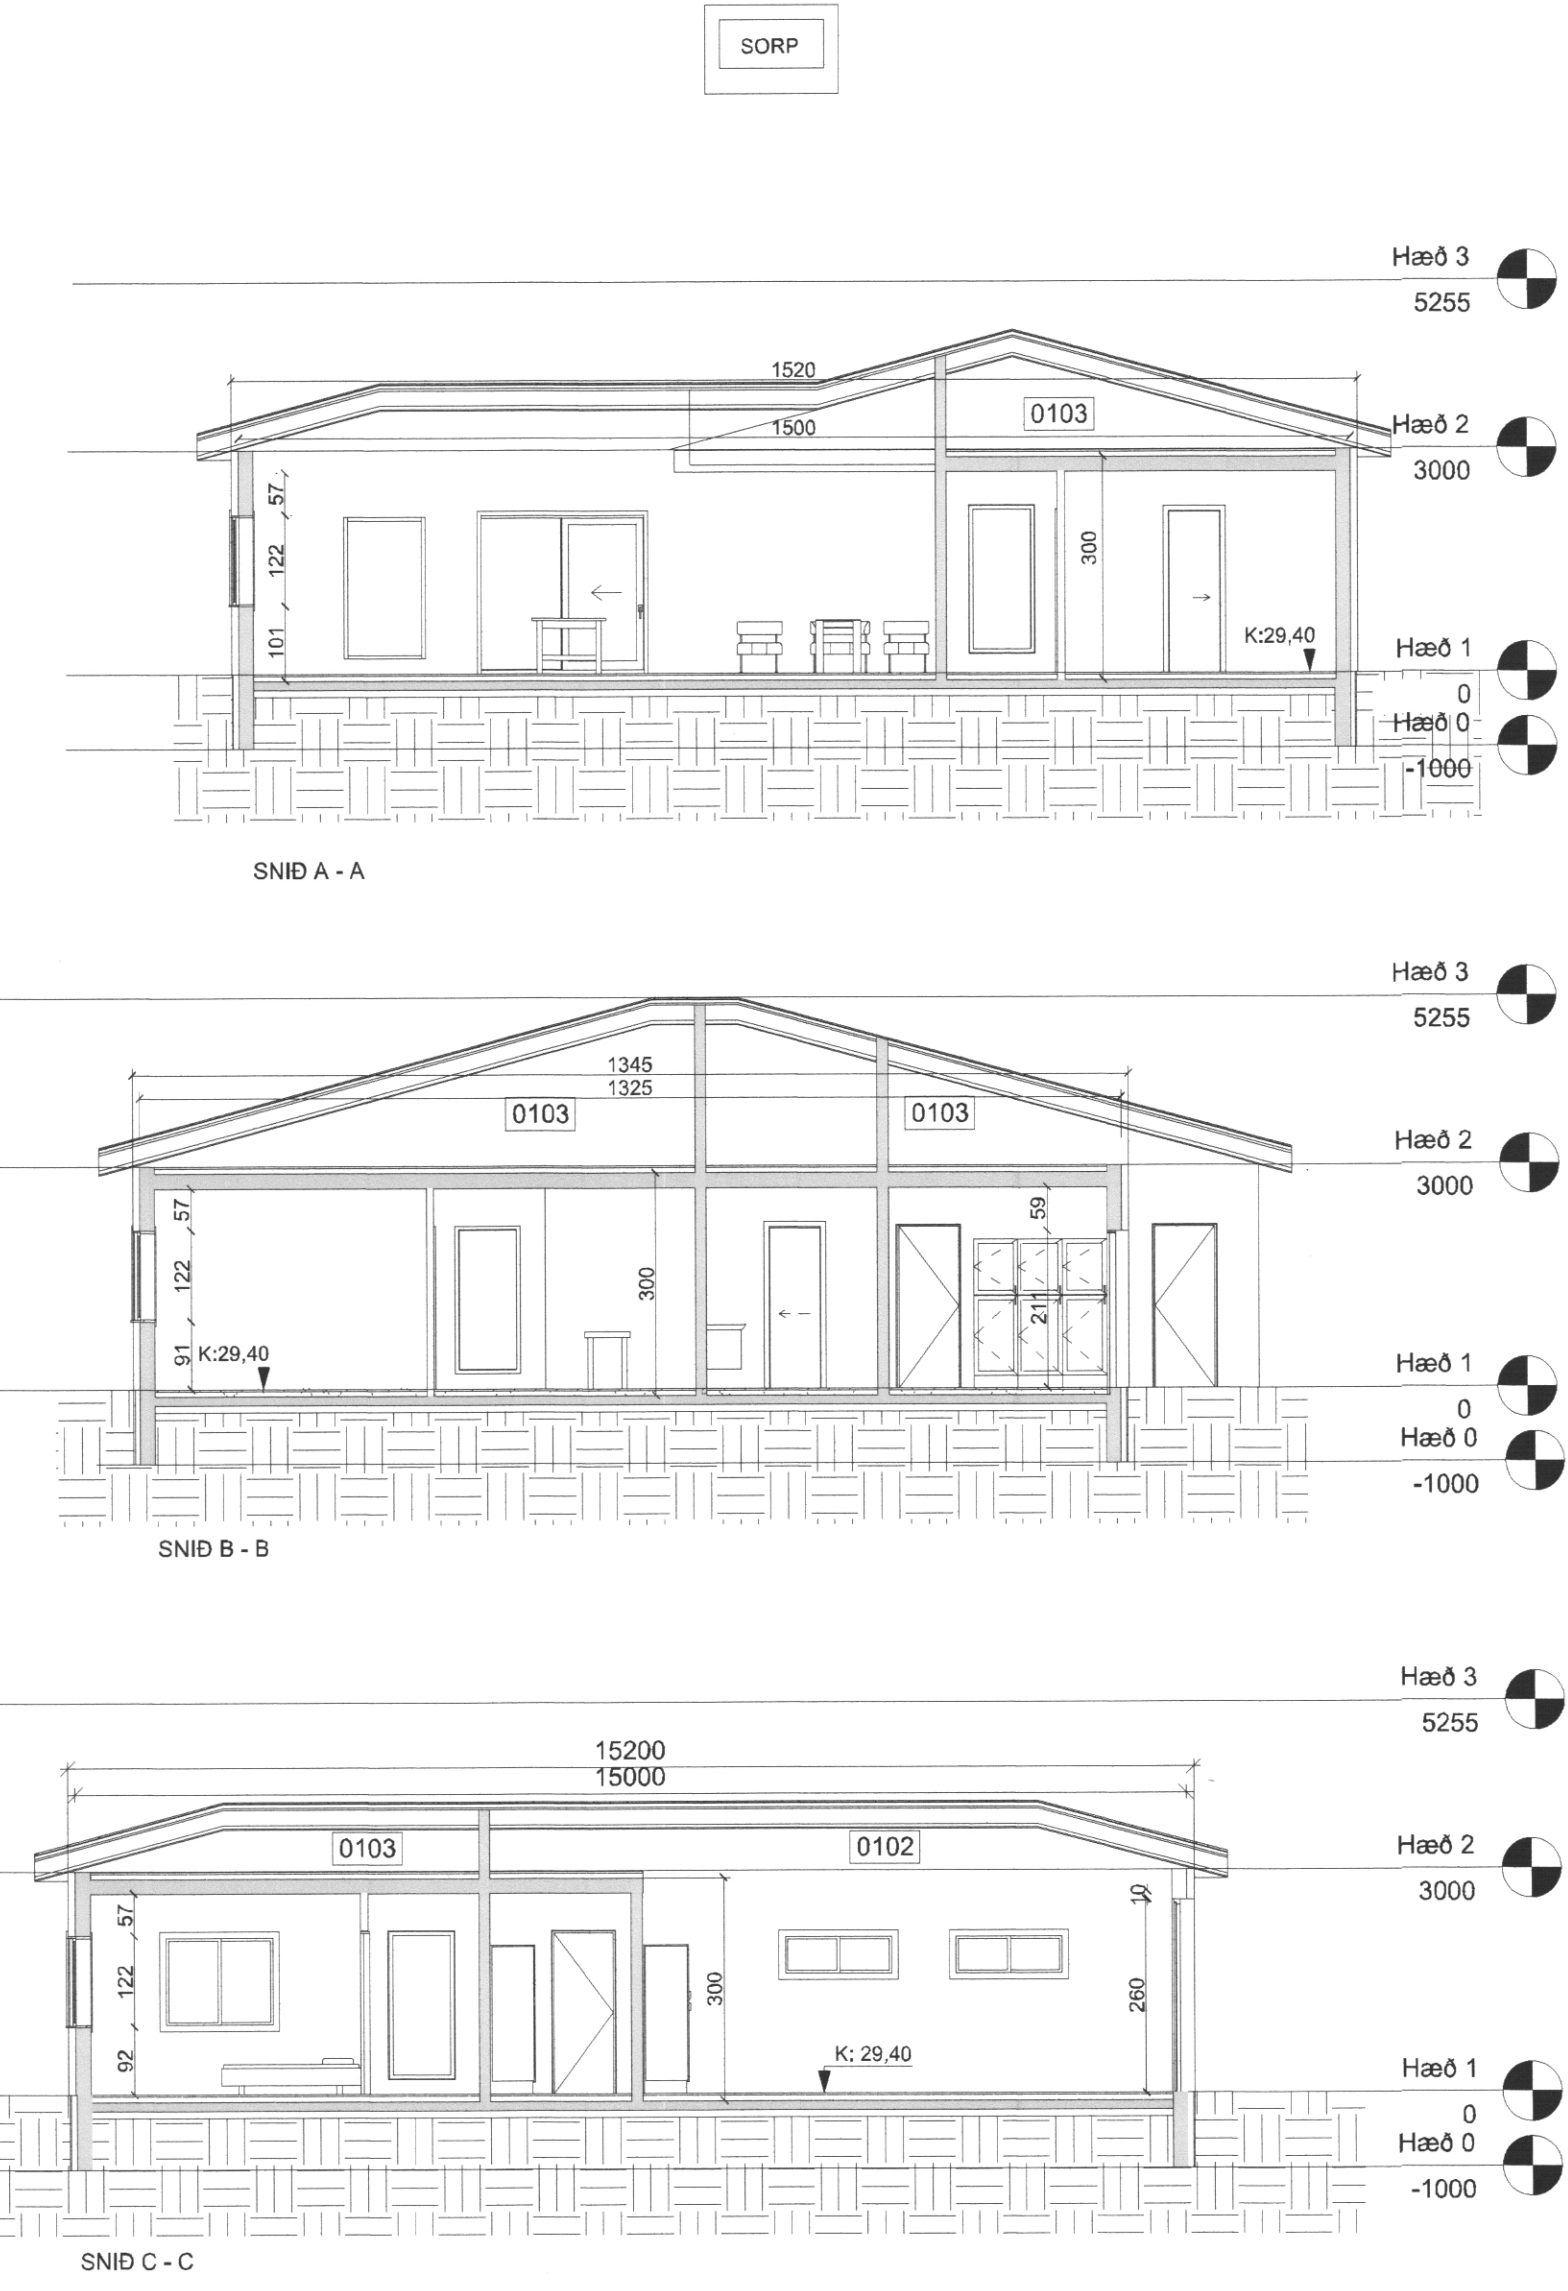 SORP
Hæð 3
5255
1520
0103
Hæð 2
1500
3000
57
122
300
101
K:29,40
Hæð 1
0
Hæð 0
-1000
SNIÐ A - A
Hæð 3
5255
1345
1325
0103
0103
Hæð 2
3000
57
59
122
300
211
91
K:29,40
Hæð 1
0
Hæð 0
-1000
SNIÐ B - B
Hæð 3
5255
15200
15000
0103
0102
Hæð 2
3000
10
57
122
300
260
92
K: 29,40
Hæð 1
0
Hæð 0
-1000
SNIÐ C - C